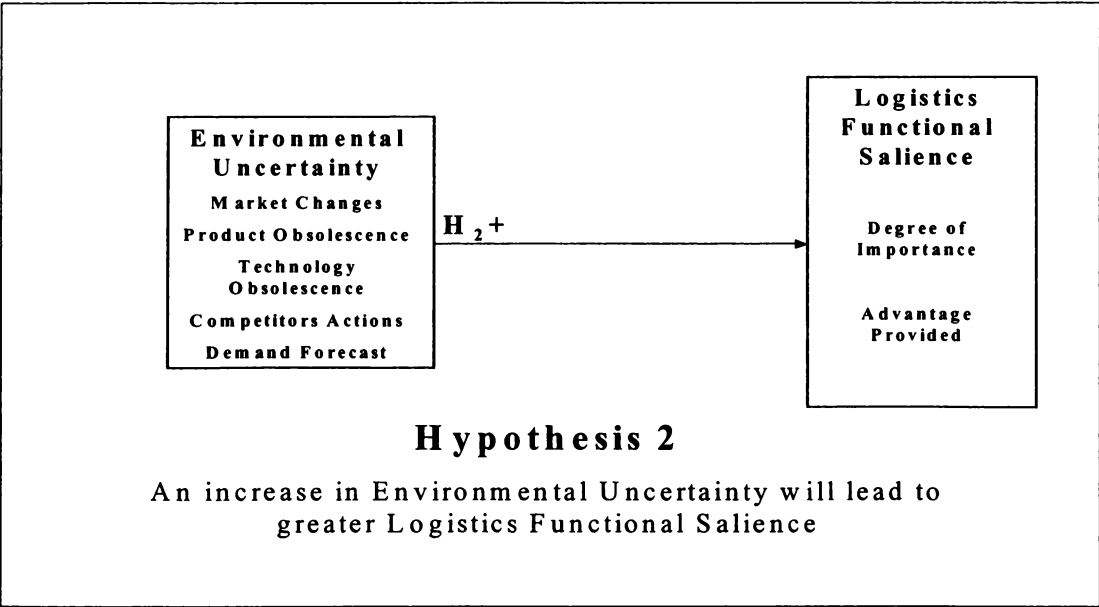 Environmental
Uncertainty
Market Changes
Product Obsolescence
Technology
Obsolescence
Competitors Actions
Demand Forecast
H2+
Logistics
Functional
Salience
Degree of
Importance
Advantage
Provided
Hypothesis 2
An increase in Environmental Uncertainty will lead to
greater Logistics Functional Salience